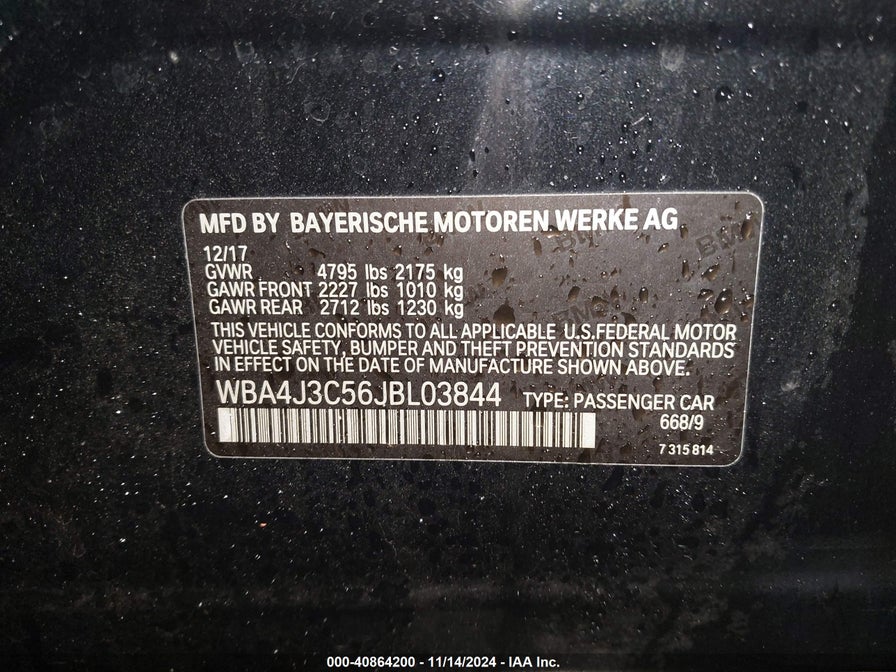 MFD BY BAYERISCHE MOTOREN WERKE AG
12/17
GVWR 4795 lbs 2175 kg
GAWR FRONT 2227 lbs 1010 kg
GAWR REAR 2712 lbs 1230 kg
THIS VEHICLE CONFORMS TO ALL APPLICABLE U.S.FEDERAL MOTOR
VEHICLE SAFETY, BUMPER AND THEFT PREVENTION STANDARDS
IN EFFECT ON THE DATE OF MANUFACTURE SHOWN ABOVE.
WBA4J3C56JBL03844 TYPE: PASSENGER CAR
668/9
7 315 814
000-40864200 - 11/14/2024 - IAA Inc.